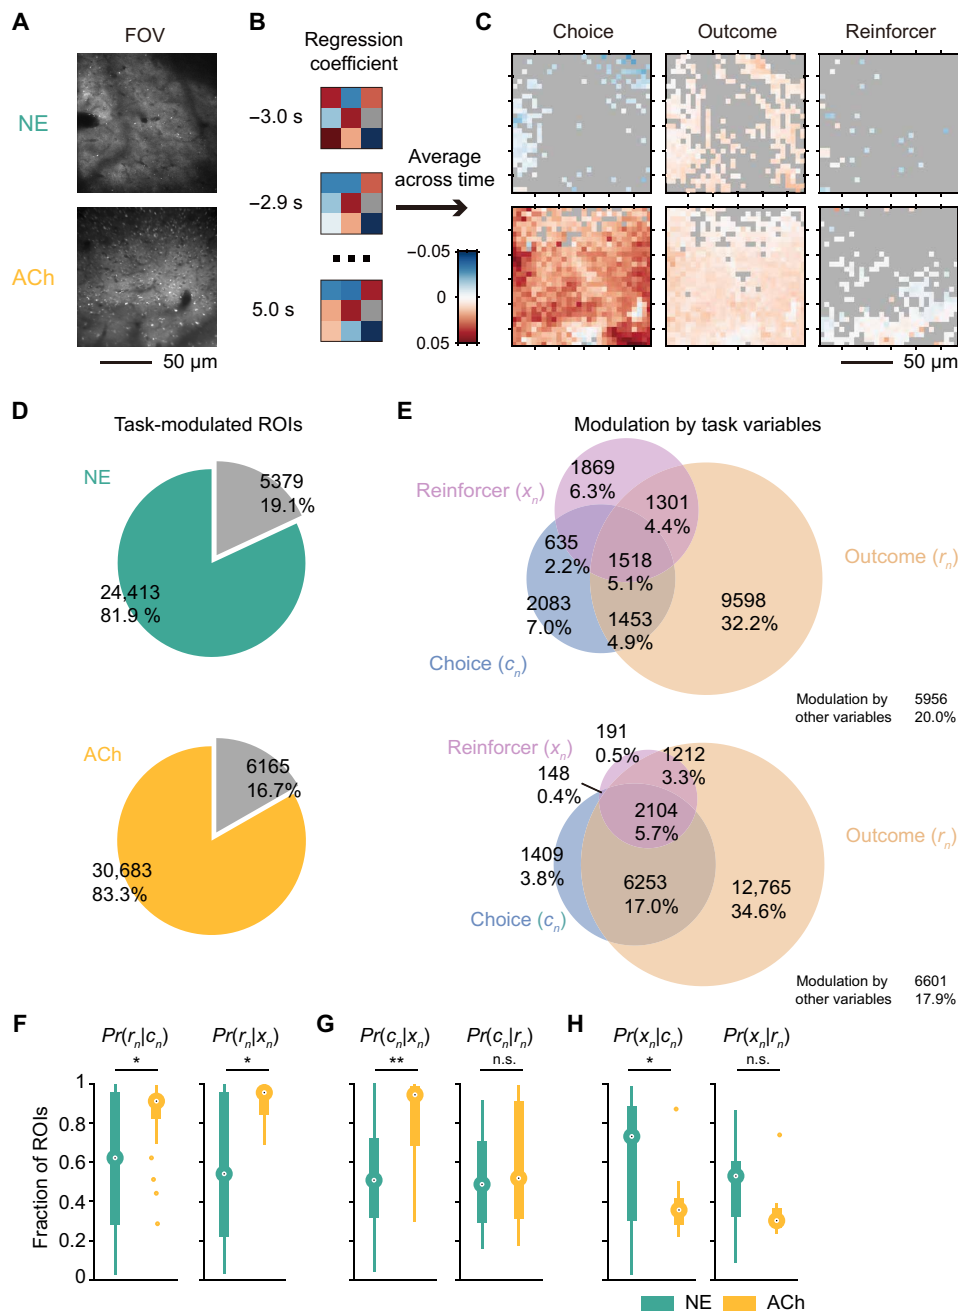 A
FOV
NE
ACh
50 µm
B
Regression
coefficient
−3.0 s
−2.9 s
5.0 s
Average
across time
−0.05
0
0.05
C
Choice
Outcome
Reinforcer
50 µm
D
Task-modulated ROIs
NE
5379
19.1%
24,413
81.9 %
ACh
6165
16.7%
30,683
83.3%
E
Modulation by task variables
Reinforcer (xn)
1869
6.3%
1301
4.4%
635
2.2%
1518
5.1%
Outcome (rn)
2083
7.0%
1453
4.9%
9598
32.2%
Choice (cn)
Modulation by 5956
other variables 20.0%
Reinforcer (xn)
191
0.5%
1212
3.3%
148
0.4%
2104
5.7%
Outcome (rn)
1409
3.8%
6253
17.0%
12,765
34.6%
Choice (cn)
Modulation by 6601
other variables 17.9%
F
Pr(rn|cn)
*
Pr(rn|xn)
*
Fraction of ROIs
1
0.8
0.6
0.4
0.2
0
G
Pr(cn|xn)
**
Pr(cn|rn)
n.s.
H
Pr(xn|cn)
*
Pr(xn|rn)
n.s.
NE ACh